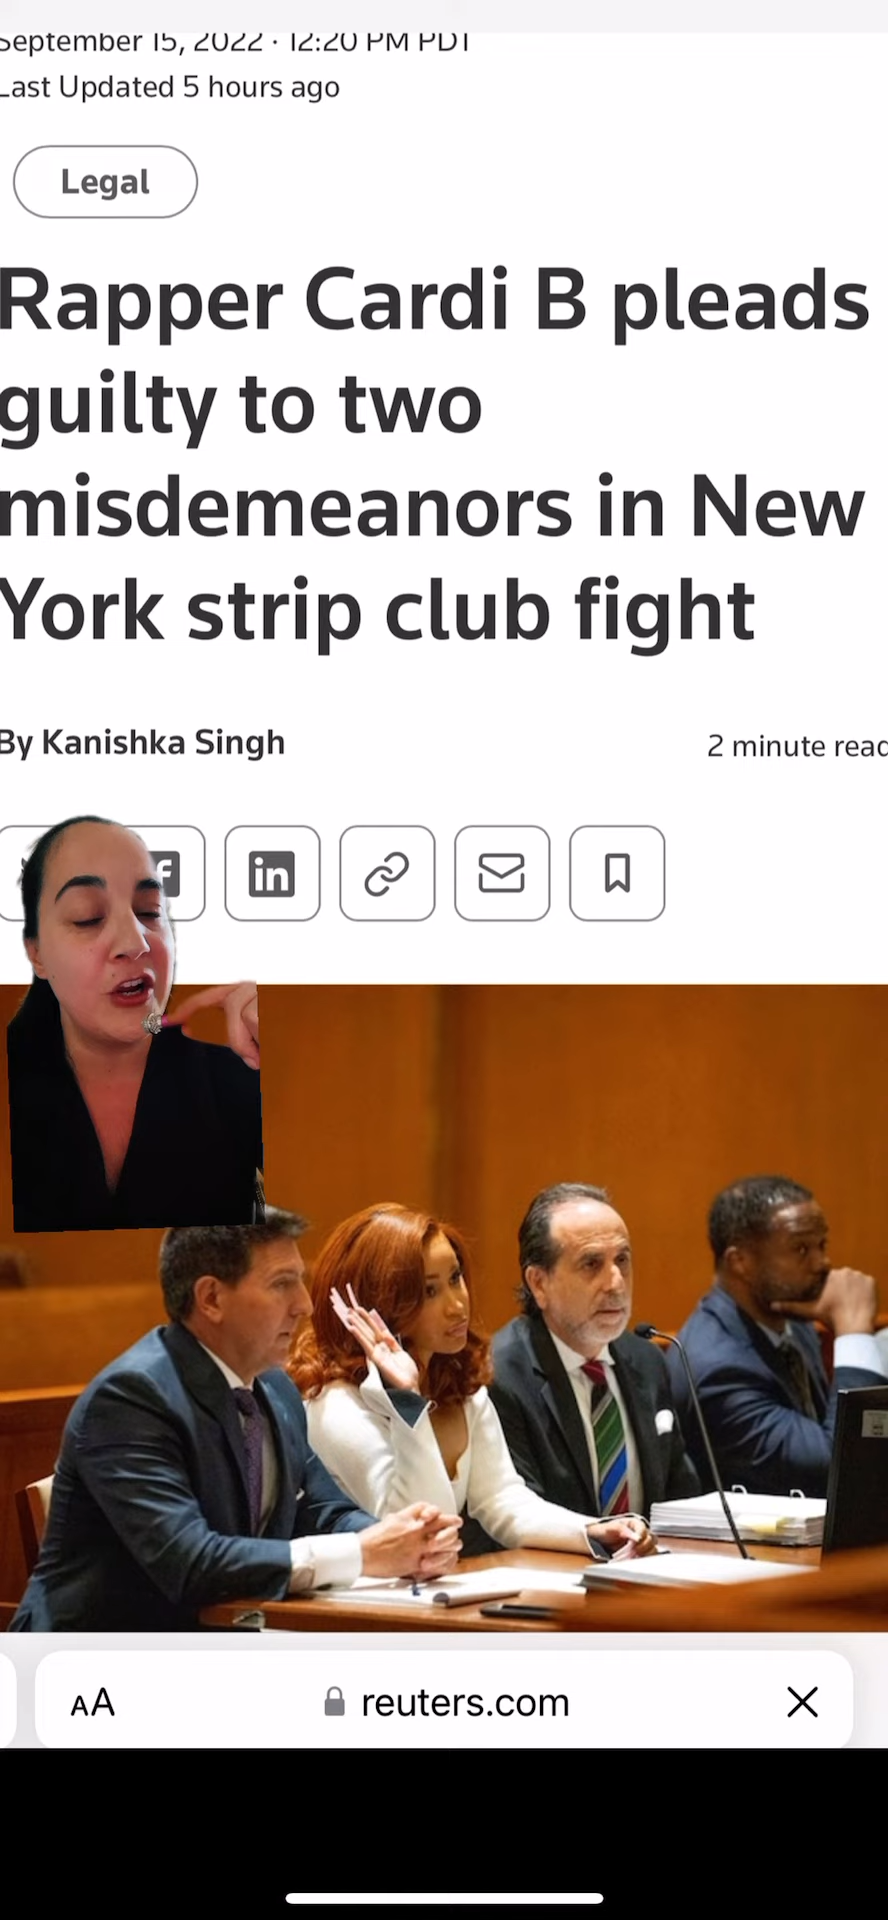 September 15, 2022 · 12:20 PM PDT
Last Updated 5 hours ago
Legal
Rapper Cardi B pleads
guilty to two
misdemeanors in New
York strip club fight
By Kanishka Singh
2 minute read
f
in
AA
reuters.com